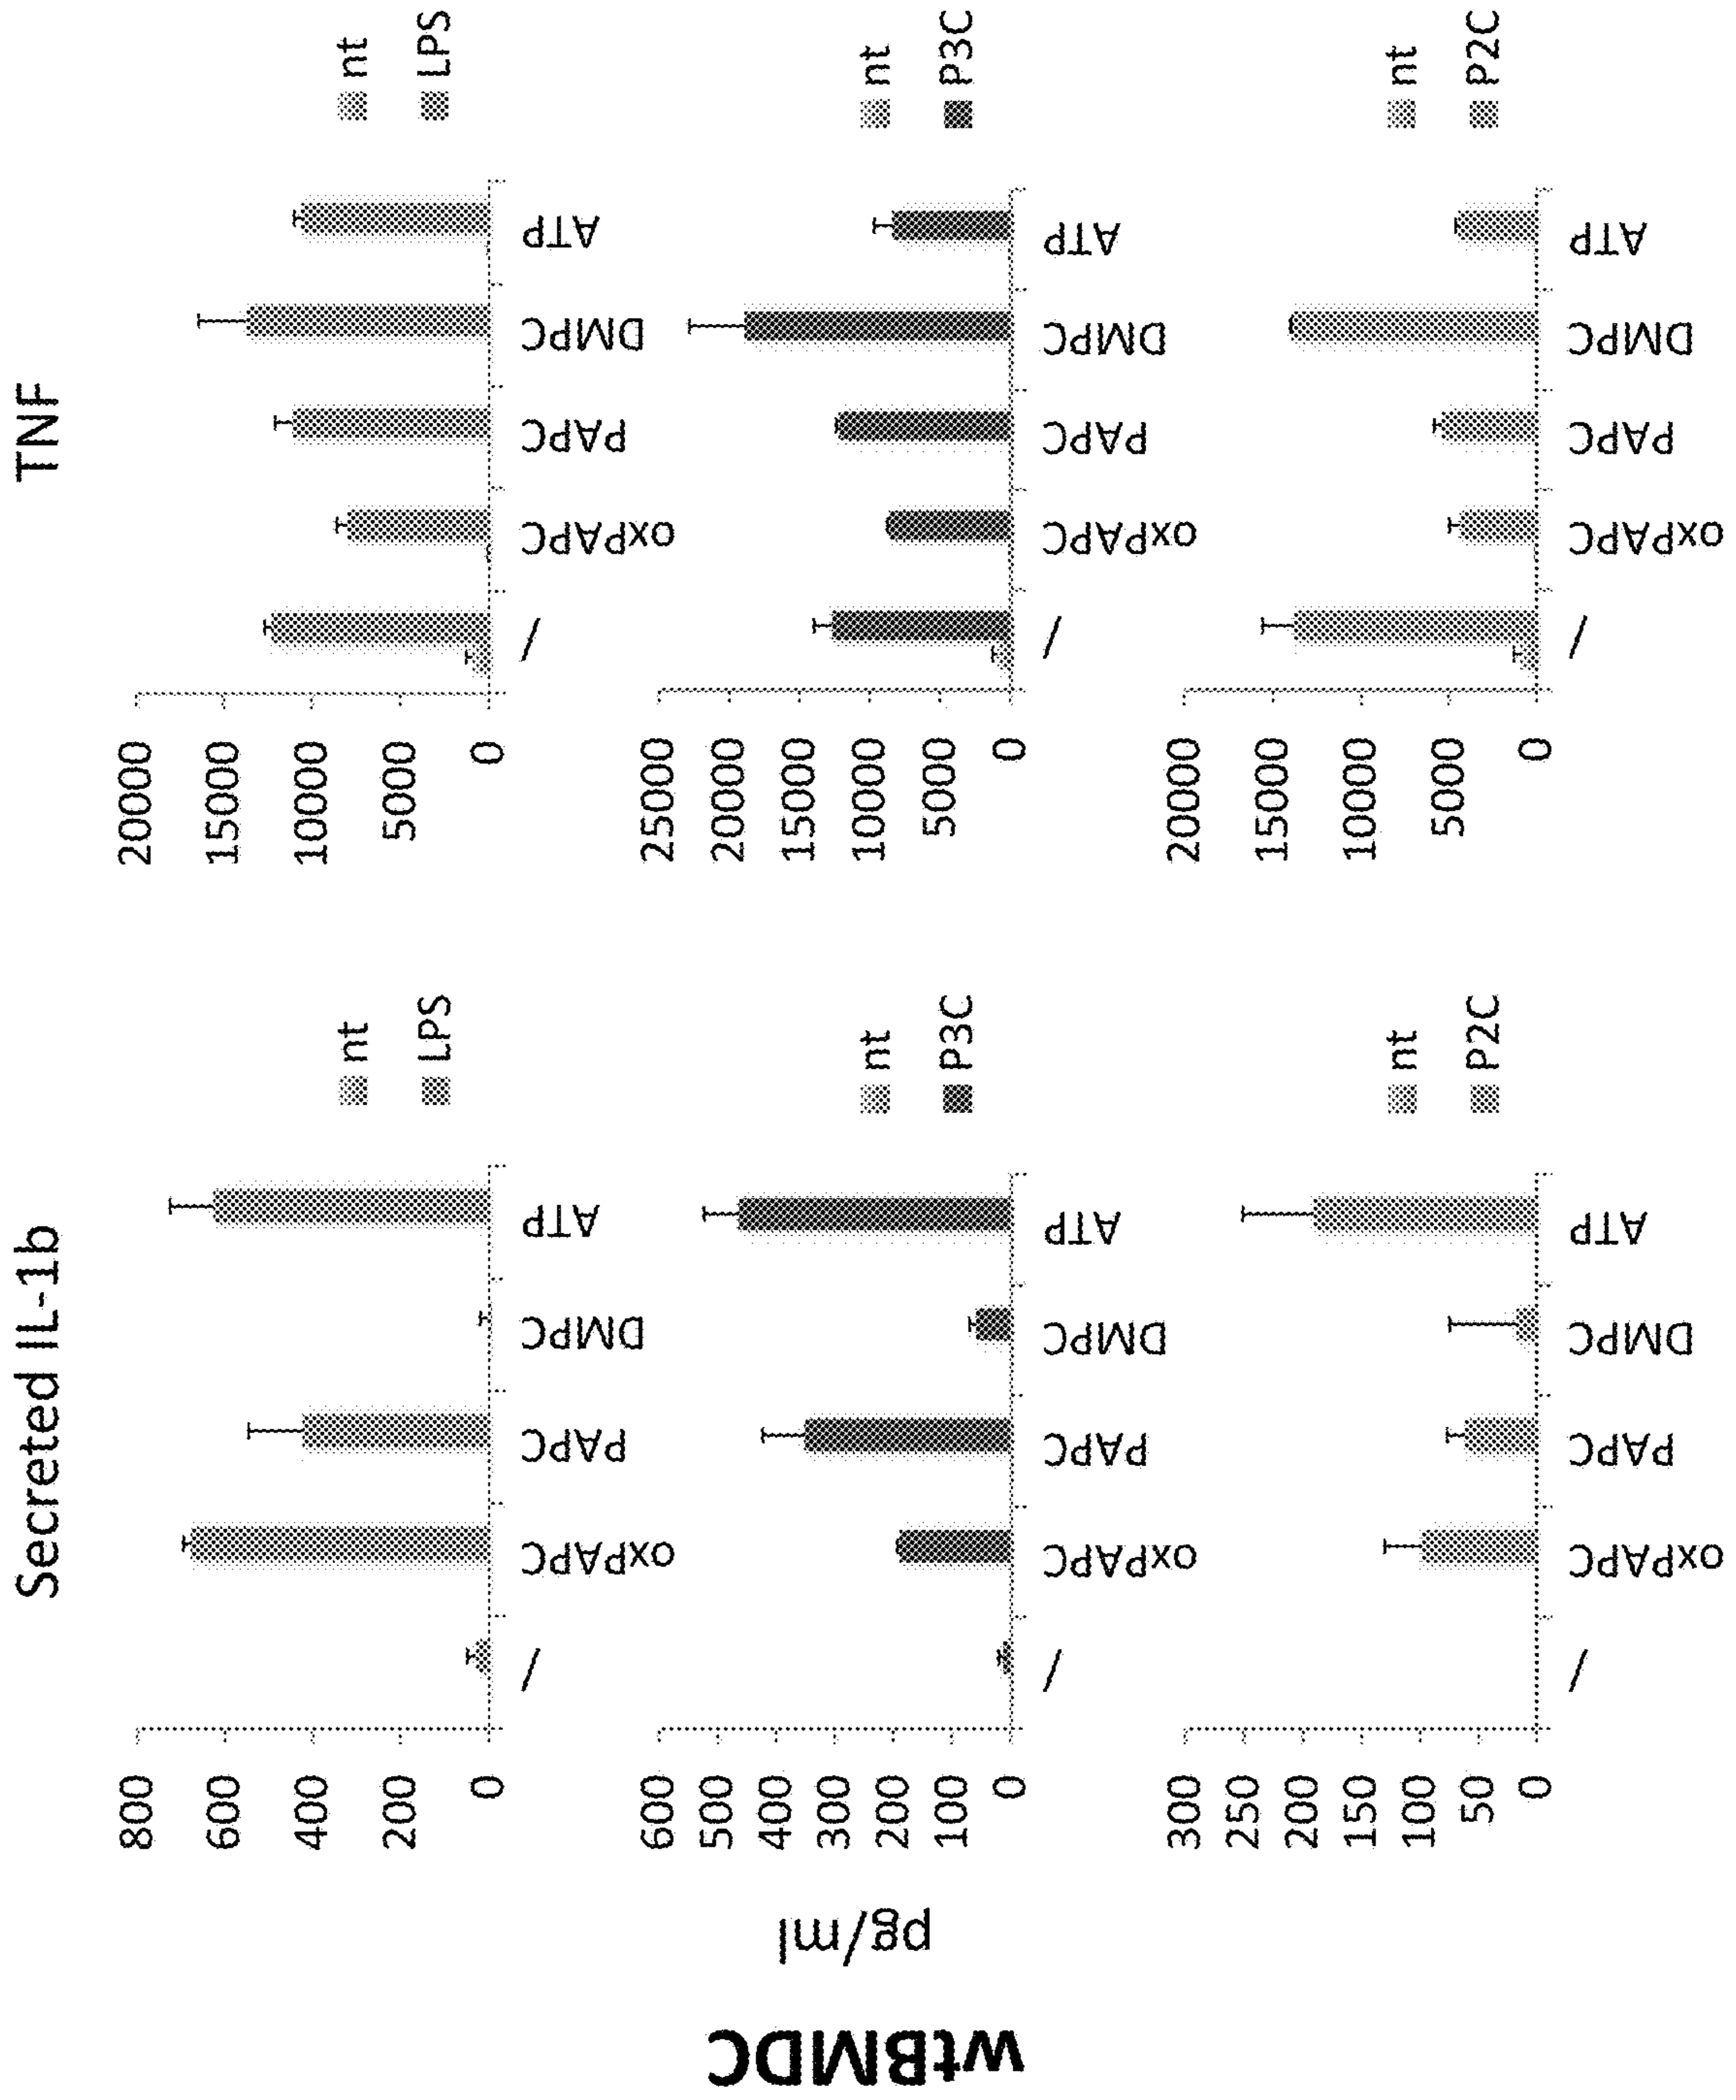 wtBMDC
pg/ml
Secreted IL-1b
800
600
400
200
0
/
oxPAPC
PAPC
DMPC
ATP
nt
LPS
600
500
400
300
200
100
0
/
oxPAPC
PAPC
DMPC
ATP
nt
P3C
300
250
200
150
100
50
0
/
oxPAPC
PAPC
DMPC
ATP
nt
P2C
TNF
20000
15000
10000
5000
0
/
oxPAPC
PAPC
DMPC
ATP
nt
LPS
25000
20000
15000
10000
5000
0
/
oxPAPC
PAPC
DMPC
ATP
nt
P3C
20000
15000
10000
5000
0
/
oxPAPC
PAPC
DMPC
ATP
nt
P2C